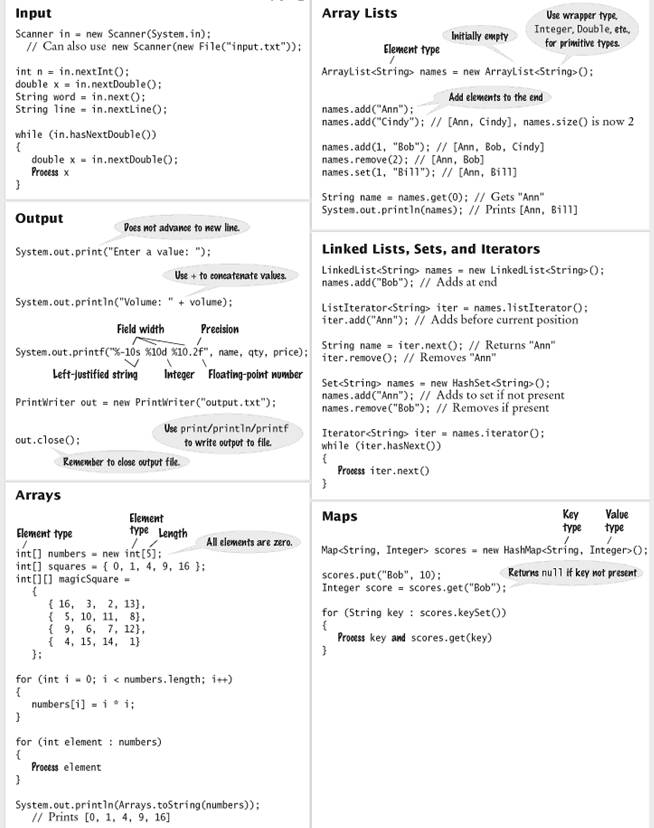 Input
Scanner in = new Scanner(System.in);
// Can also use new Scanner(new File("input.txt"));
int n = in.nextInt();
double x = in.nextDouble();
String word = in.next();
String line = in.nextLine();
while (in.hasNextDouble())
{
double x = in.nextDouble();
Process x
}
Output
Does not advance to new line.
System.out.print("Enter a value: ");
Use + to concatenate values.
System.out.println("Volume: " + volume);
Field width
Precision
System.out.printf("%-10s %10d %10.2f", name, qty, price);
Left-justified string
Integer
Floating-point number
PrintWriter out = new PrintWriter("output.txt");
Use print/println/printf
to write output to file.
out.close();
Remember to close output file.
Arrays
Element type
Element
type
Length
All elements are zero.
int[] numbers = new int[5];
int[] squares = { 0, 1, 4, 9, 16 };
int[][] magicSquare =
{
{ 16, 3, 2, 13},
{ 5, 10, 11, 8},
{ 9, 6, 7, 12},
{ 4, 15, 14, 1}
};
for (int i = 0; i < numbers.length; i++)
{
numbers[i] = i * i;
}
for (int element : numbers)
{
Process element
}
System.out.println(Arrays.toString(numbers));
// Prints [0, 1, 4, 9, 16]
Array Lists
Use wrapper type,
Integer, Double, etc.,
for primitive types.
Initially empty
Element type
ArrayList<String> names = new ArrayList<String>();
Add elements to the end
names.add("Ann");
names.add("Cindy"); // [Ann, Cindy], names.size() is now 2
names.add(1, "Bob"); // [Ann, Bob, Cindy]
names.remove(2); // [Ann, Bob]
names.set(1, "Bill"); // [Ann, Bill]
String name = names.get(0); // Gets "Ann"
System.out.println(names); // Prints [Ann, Bill]
Linked Lists, Sets, and Iterators
LinkedList<String> names = new LinkedList<String>();
names.add("Bob"); // Adds at end
ListIterator<String> iter = names.listIterator();
iter.add("Ann"); // Adds before current position
String name = iter.next(); // Returns "Ann"
iter.remove(); // Removes "Ann"
Set<String> names = new HashSet<String>();
names.add("Ann"); // Adds to set if not present
names.remove("Bob"); // Removes if present
Iterator<String> iter = names.iterator();
while (iter.hasNext())
{
Process iter.next()
}
Maps
Key
type
Value
type
Map<String, Integer> scores = new HashMap<String, Integer>();
Returns null if key not present
scores.put("Bob", 10);
Integer score = scores.get("Bob");
for (String key : scores.keySet())
{
Process key and scores.get(key)
}